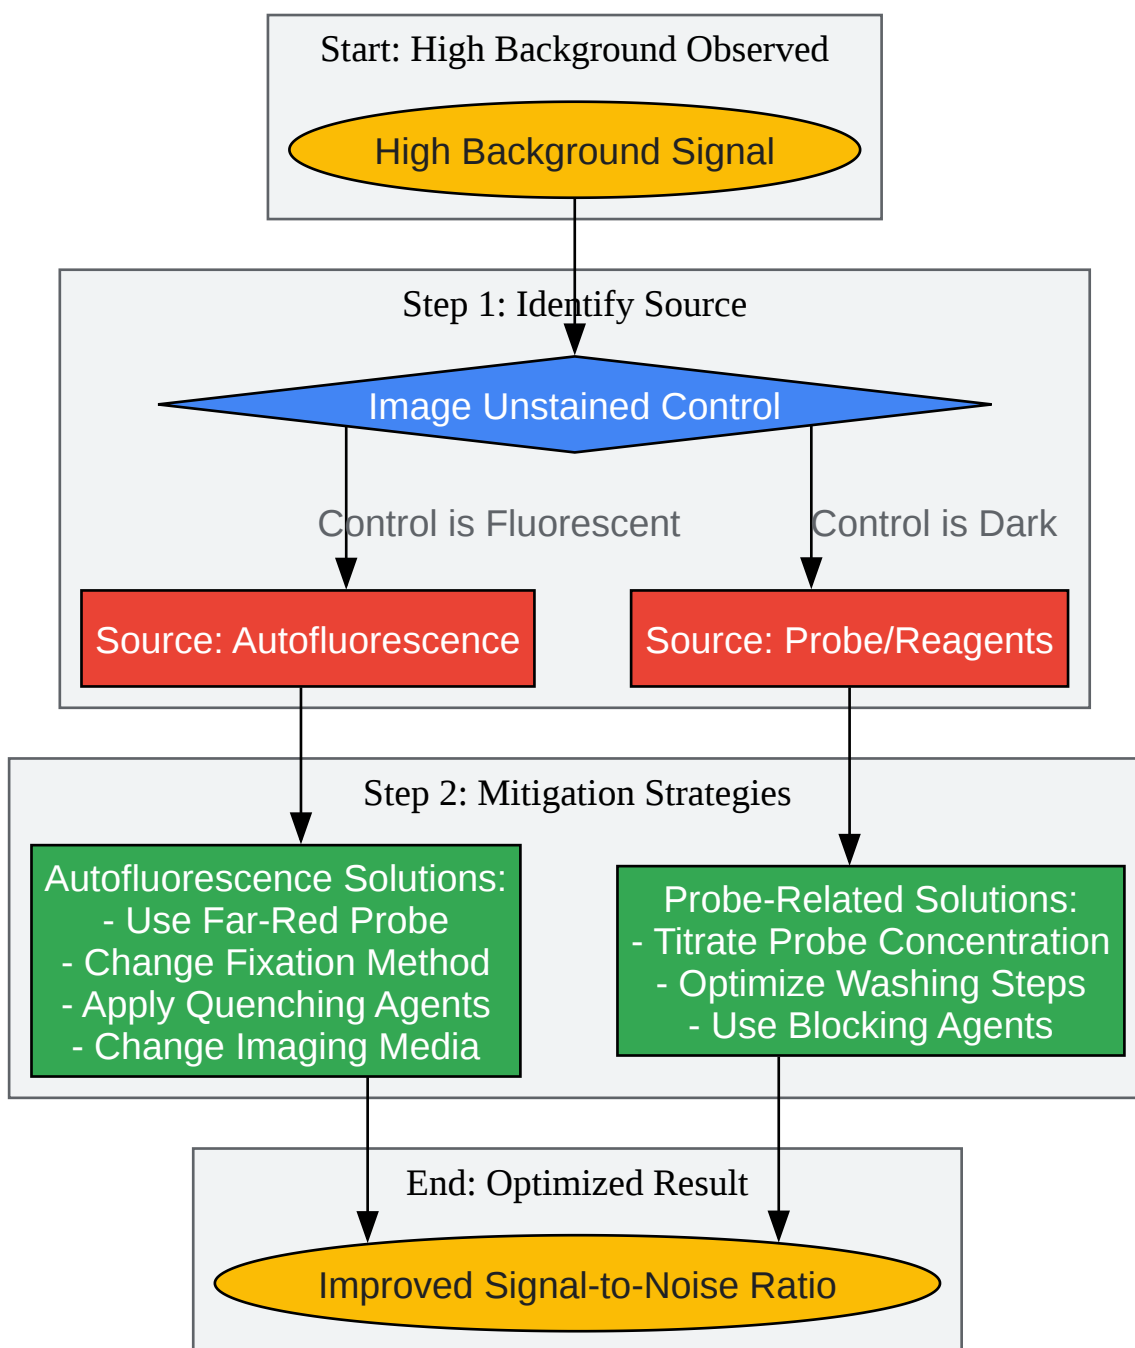 Start: High Background Observed
High Background Signal
Step 1: Identify Source
Image Unstained Control
Control is Fluorescent
Control is Dark
Source: Autofluorescence
Source: Probe/Reagents
Step 2: Mitigation Strategies
Autofluorescence Solutions:
- Use Far-Red Probe
- Change Fixation Method
- Apply Quenching Agents
- Change Imaging Media
Probe-Related Solutions:
- Titrate Probe Concentration
- Optimize Washing Steps
- Use Blocking Agents
End: Optimized Result
Improved Signal-to-Noise Ratio